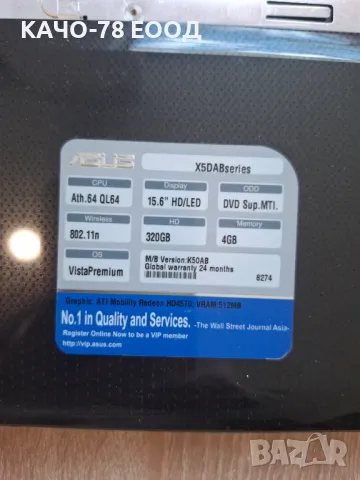 КАЧО-78 ЕООД
ASUS
X5DABseries
CPU
Display
ODD
Ath.64 QL64
15.6" HD/LED
DVD Sup.MTI.
Wireless
HD
Memory
802.11n
320GB
4GB
OS
M/B Version:K50AB
Global warranty 24 months
VistaPremium
8274
Graphic: ATI Mobility Radeon HD4570, VRAM:512MB
No.1 in Quality and Services. -The Wall Street Journal Asia-
Register Online Now to be a VIP member
http://vip.asus.com
BAZAR
bg